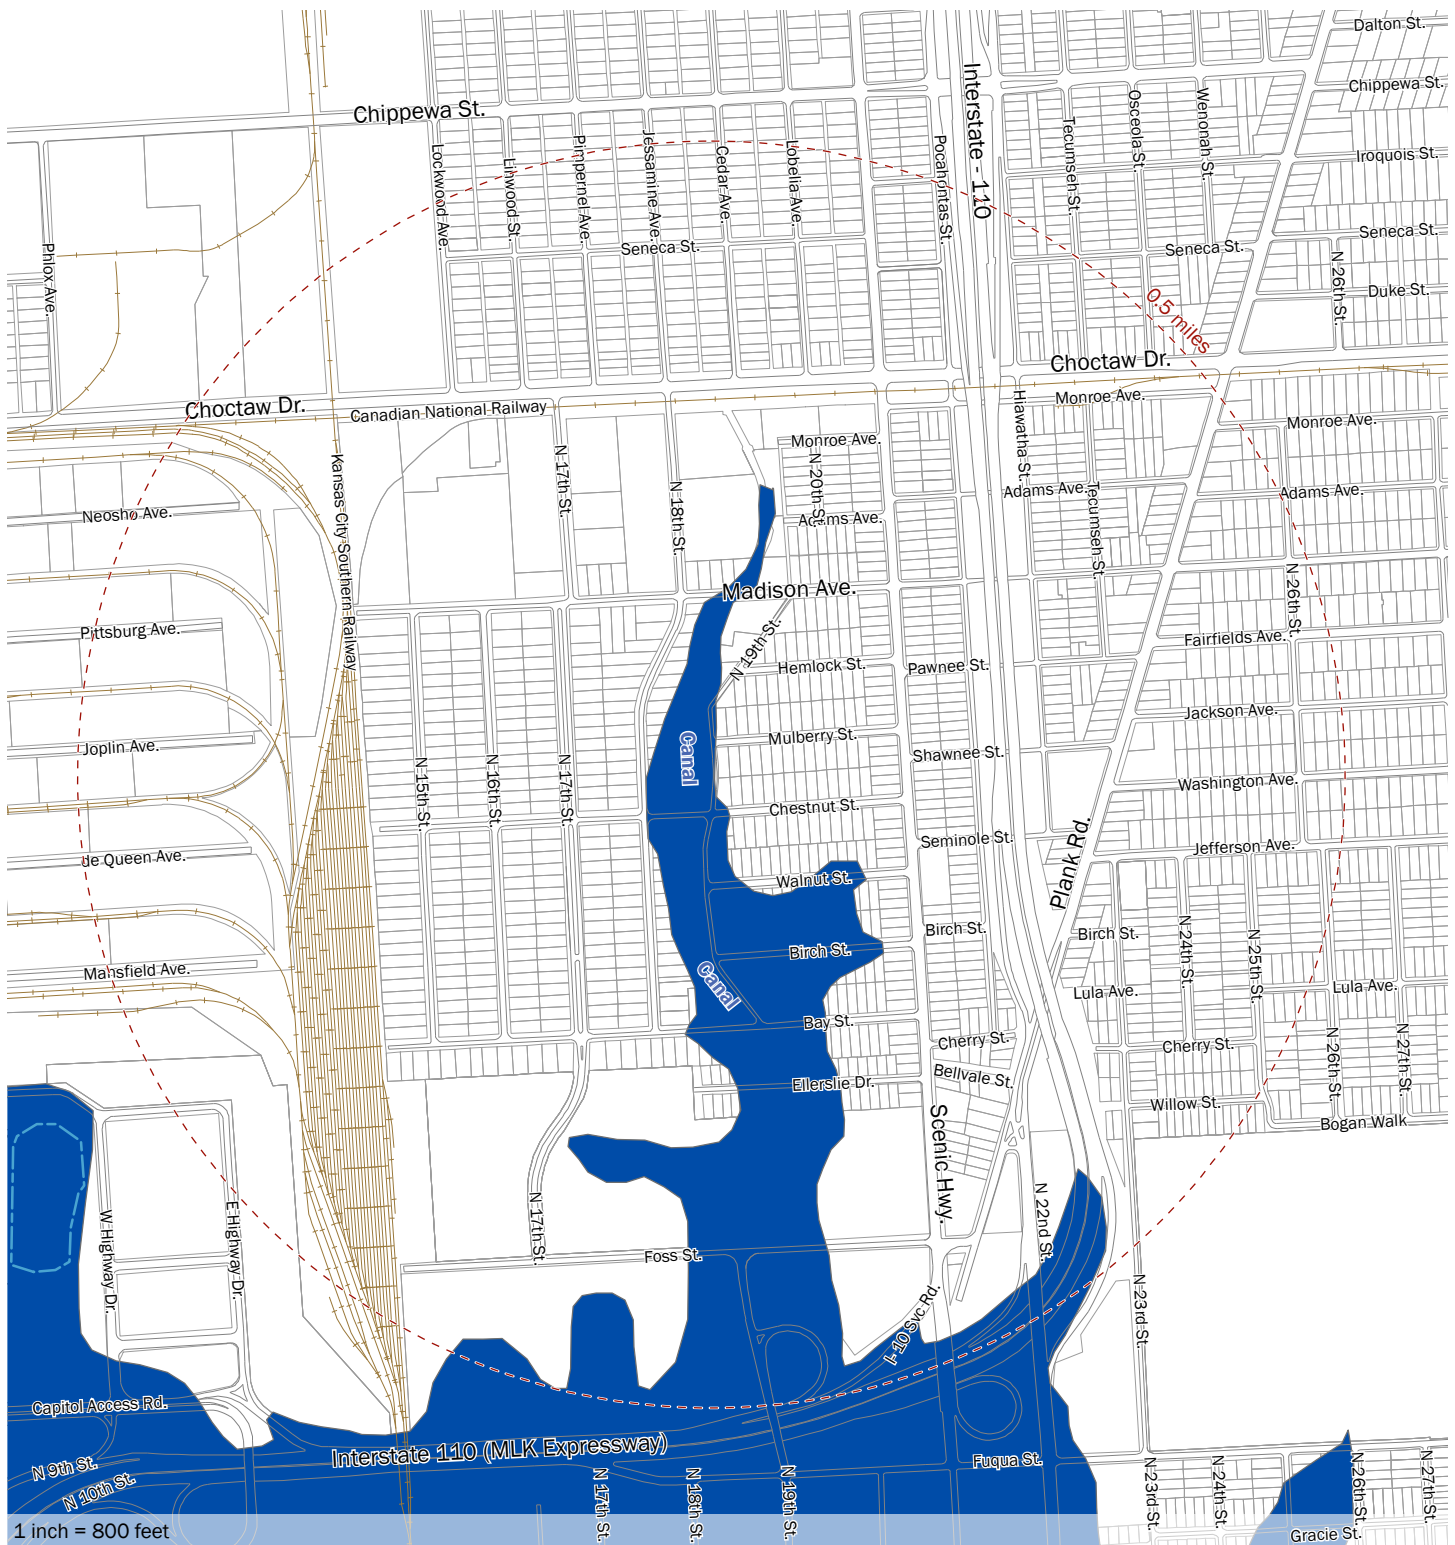 Dalton St.
Chippewa St.
Chippewa St.
Interstate - 110
Osceola St.
Wenonah St.
Tecumseh St.
Iroquois St.
Lockwood Ave.
Linwood St.
Pimpernel Ave.
Jessamine Ave.
Cedar Ave.
Lobelia Ave.
Pocahontas St.
Seneca St.
Seneca St.
Seneca St.
Phlox Ave.
N 26th St.
Duke St.
0.5 miles
Choctaw Dr.
Choctaw Dr.
Canadian National Railway
Monroe Ave.
Monroe Ave.
Monroe Ave.
Hiawatha St.
Kansas City Southern Railway
N 17th St.
N 18th St.
N 20th St.
Adams Ave.
Adams Ave.
Adams Ave.
Tecumseh St.
Neosho Ave.
Madison Ave.
N 26th St.
Pittsburg Ave.
N 19th St.
Fairfields Ave.
Hemlock St.
Pawnee St.
Jackson Ave.
Joplin Ave.
Canal
Mulberry St.
Shawnee St.
N 15th St.
N 16th St.
N 17th St.
Washington Ave.
Chestnut St.
Seminole St.
Plank Rd.
Jefferson Ave.
de Queen Ave.
Walnut St.
Birch St.
Birch St.
Birch St.
N 24th St.
N 25th St.
Mansfield Ave.
Canal
Lula Ave.
Lula Ave.
Bay St.
Cherry St.
Cherry St.
N 26th St.
N 27th St.
Ellerslie Dr.
Bellvale St.
Willow St.
Bogan Walk
Scenic Hwy.
W Highway Dr.
E Highway Dr.
N 17th St.
N 22nd St.
Foss St.
N 23rd St.
I- 10 Svc Rd.
Capitol Access Rd.
Interstate 110 (MLK Expressway)
Fuqua St.
N 9th St.
N 10th St.
N 17th St.
N 18th St.
N 19th St.
N 23rd St.
N 24th St.
N 26th St.
N 27th St.
1 inch = 800 feet
Gracie St.